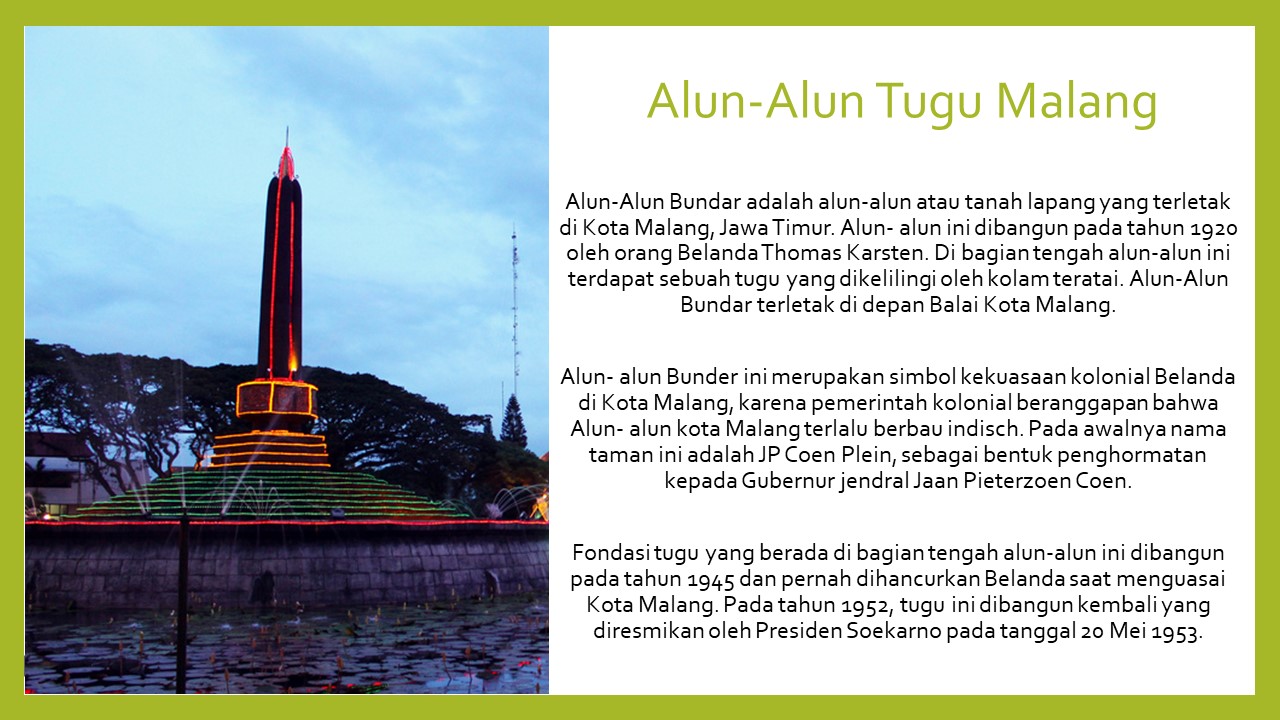 Alun-Alun Tugu Malang
Alun-Alun Bundar adalah alun-alun atau tanah lapang yang terletak
di Kota Malang, Jawa Timur. Alun- alun ini dibangun pada tahun 1920
oleh orang Belanda Thomas Karsten. Di bagian tengah alun-alun ini
terdapat sebuah tugu yang dikelilingi oleh kolam teratai. Alun-Alun
Bundar terletak di depan Balai Kota Malang.
Alun- alun Bunder ini merupakan simbol kekuasaan kolonial Belanda
di Kota Malang, karena pemerintah kolonial beranggapan bahwa
Alun- alun kota Malang terlalu berbau indisch. Pada awalnya nama
taman ini adalah JP Coen Plein, sebagai bentuk penghormatan
kepada Gubernur jendral Jaan Pieterzoen Coen.
Fondasi tugu yang berada di bagian tengah alun-alun ini dibangun
pada tahun 1945 dan pernah dihancurkan Belanda saat menguasai
Kota Malang. Pada tahun 1952, tugu ini dibangun kembali yang
diresmikan oleh Presiden Soekarno pada tanggal 20 Mei 1953.